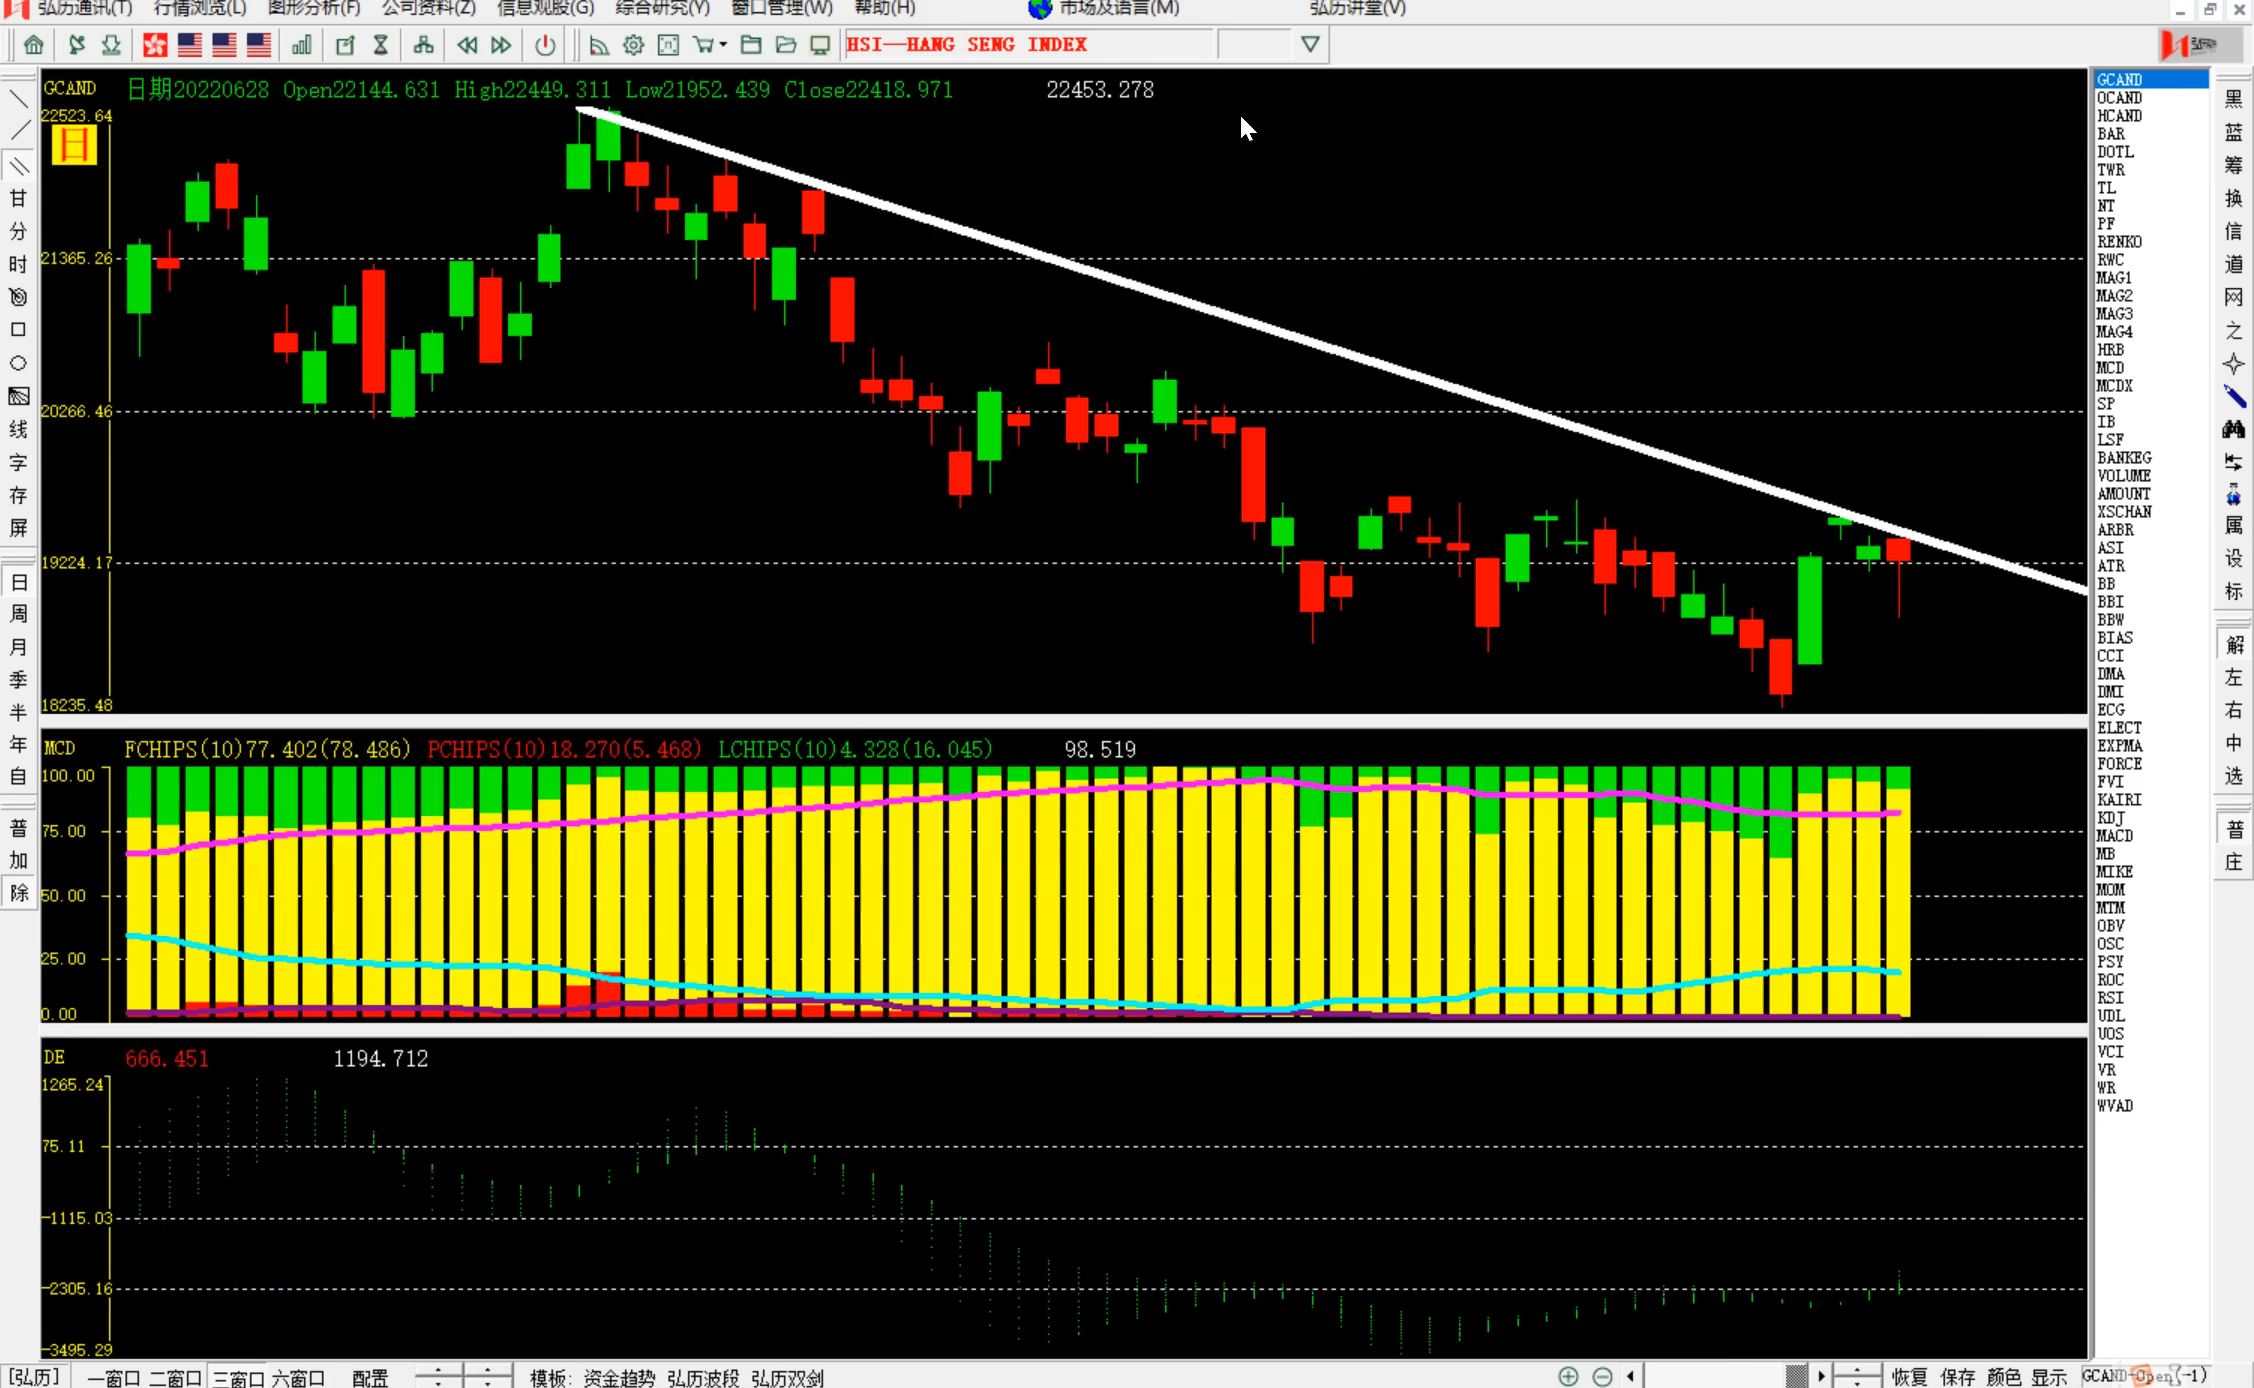 弘历通讯(T) 行情浏览(L) 图形分析(F) 公司资料(Z) 信息观股(G) 综合研究(Y) 窗口管理(W) 帮助(H) 市场及语言(M) 弘历讲堂(V)
HSI—HANG SENG INDEX
GCAND 日期20220628 Open22144.631 High22449.311 Low21952.439 Close22418.971 22453.278
22523.64
日
21365.26
20266.46
19224.17
18235.48
MCD FCHIPS(10)77.402(78.486) PCHIPS(10)18.270(5.468) LCHIPS(10)4.328(16.045) 98.519
100.00
75.00
50.00
25.00
0.00
DE 666.451 1194.712
1265.24
75.11
-1115.03
-2305.16
-3495.29
甘
分
时
线
字
存
屏
日
周
月
季
半
年
自
普
加
除
GCAND
OCAND
HCAND
BAR
DOTL
TWR
TL
NT
PF
RENKO
RWC
MAG1
MAG2
MAG3
MAG4
HRB
MCD
MCDX
SP
IB
LSF
BANKEG
VOLUME
AMOUNT
XSCHAN
ARBR
ASI
ATR
BB
BBI
BBW
BIAS
CCI
DMA
DMI
ECG
ELECT
EXPMA
FORCE
FVI
KAIRI
KDJ
MACD
MB
MIKE
MOM
MTM
OBV
OSC
PSY
ROC
RSI
UDL
UOS
VCI
VR
WR
WVAD
黑
蓝
筹
换
信
道
网
之
属
设
标
解
左
右
中
选
普
庄
[弘历] 一窗口 二窗口 三窗口 六窗口 配置 模板: 资金趋势 弘历波段 弘历双剑 恢复 保存 颜色 显示 GCAND-Open(-1)